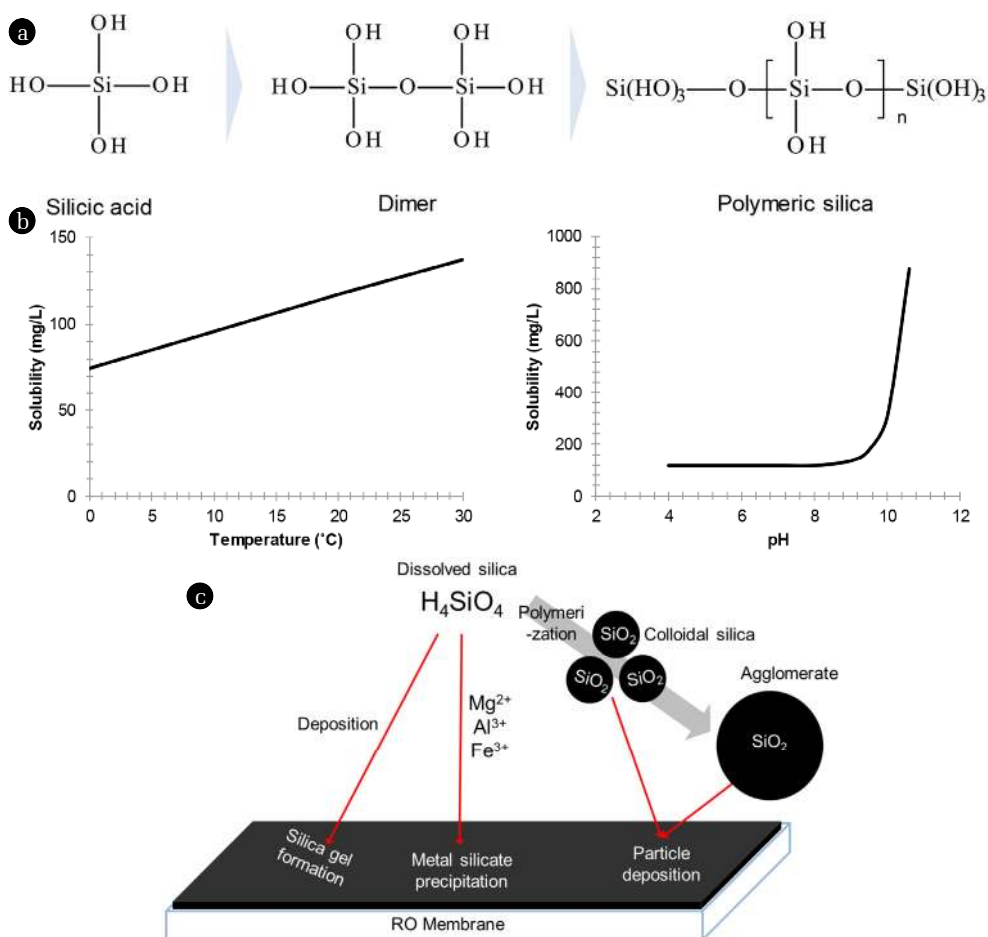 a
OH
HO Si OH
OH
OH OH
HO Si O Si OH
OH OH
OH
Si(HO)3 O [ Si O ] Si(OH)3
n
OH
Silicic acid
Dimer
Polymeric silica
b
Solubility (mg/L)
150
100
50
0
0 5 10 15 20 25 30
Temperature (˚C)
Solubility (mg/L)
1000
800
600
400
200
0
2 4 6 8 10 12
pH
c
Dissolved silica
H4SiO4
Polymeri
-zation
SiO2
SiO2
SiO2
Colloidal silica
Agglomerate
SiO2
Deposition
Mg2+
Al3+
Fe3+
Silica gel
formation
Metal silicate
precipitation
Particle
deposition
RO Membrane